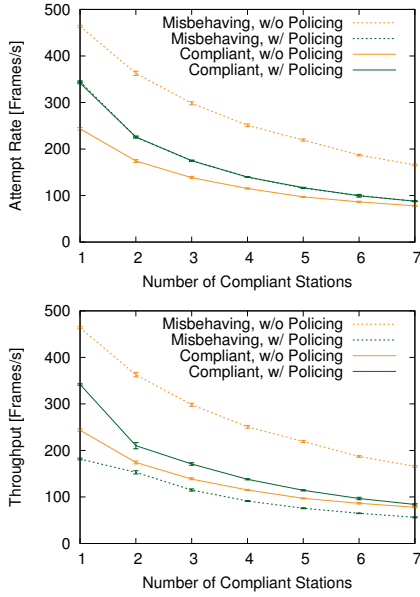 500
400
300
200
100
0
Attempt Rate [Frames/s]
Misbehaving, w/o Policing
Misbehaving, w/ Policing
Compliant, w/o Policing
Compliant, w/ Policing
1 2 3 4 5 6 7
Number of Compliant Stations
500
400
300
200
100
0
Throughput [Frames/s]
Misbehaving, w/o Policing
Misbehaving, w/ Policing
Compliant, w/o Policing
Compliant, w/ Policing
1 2 3 4 5 6 7
Number of Compliant Stations